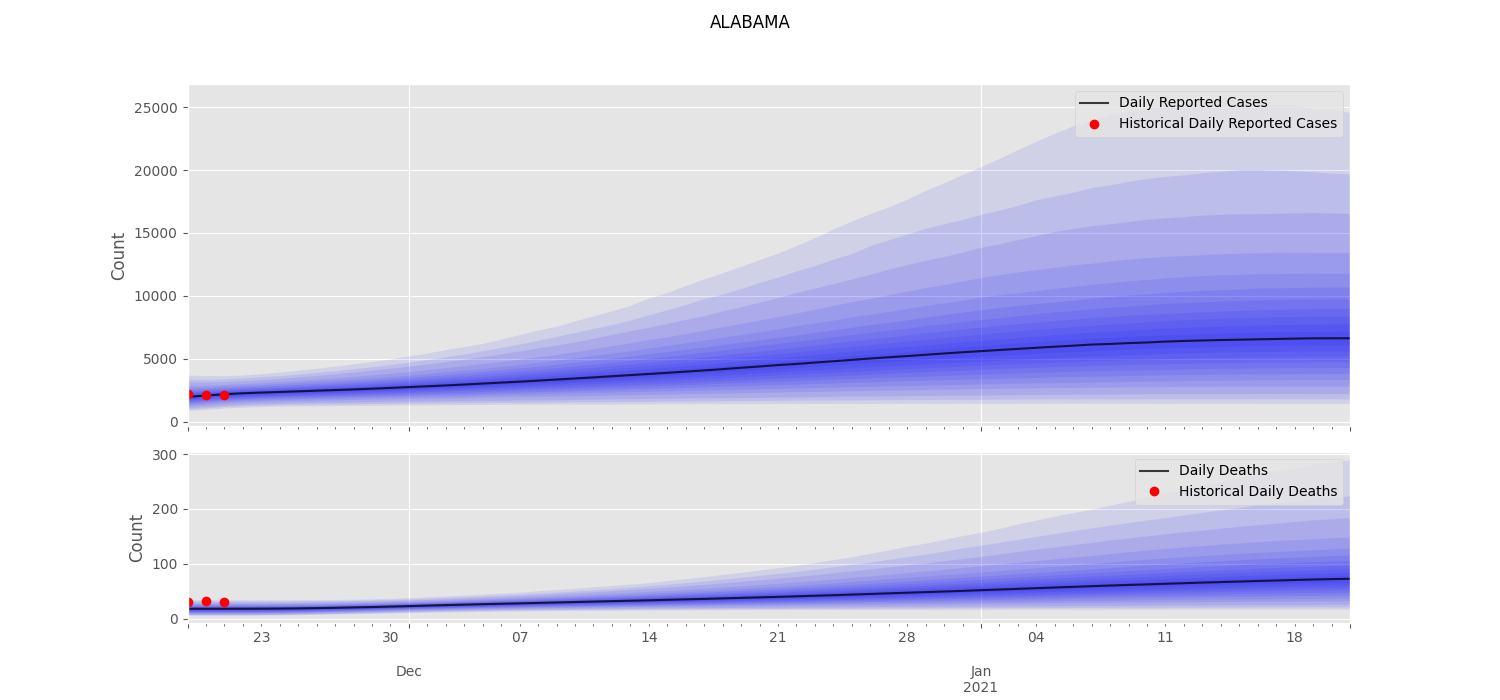 ALABAMA
25000
20000
15000
10000
5000
0
Count
Daily Reported Cases
Historical Daily Reported Cases
300
200
100
0
Count
Daily Deaths
Historical Daily Deaths
23 30 07 14 21 28 04 11 18
Dec Jan
2021